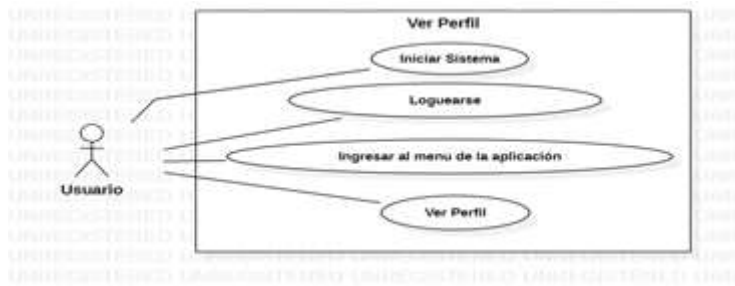 Ver Perfil
Iniciar Sistema
Loguearse
Ingresar al menu de la aplicación
Usuario
Ver Perfil